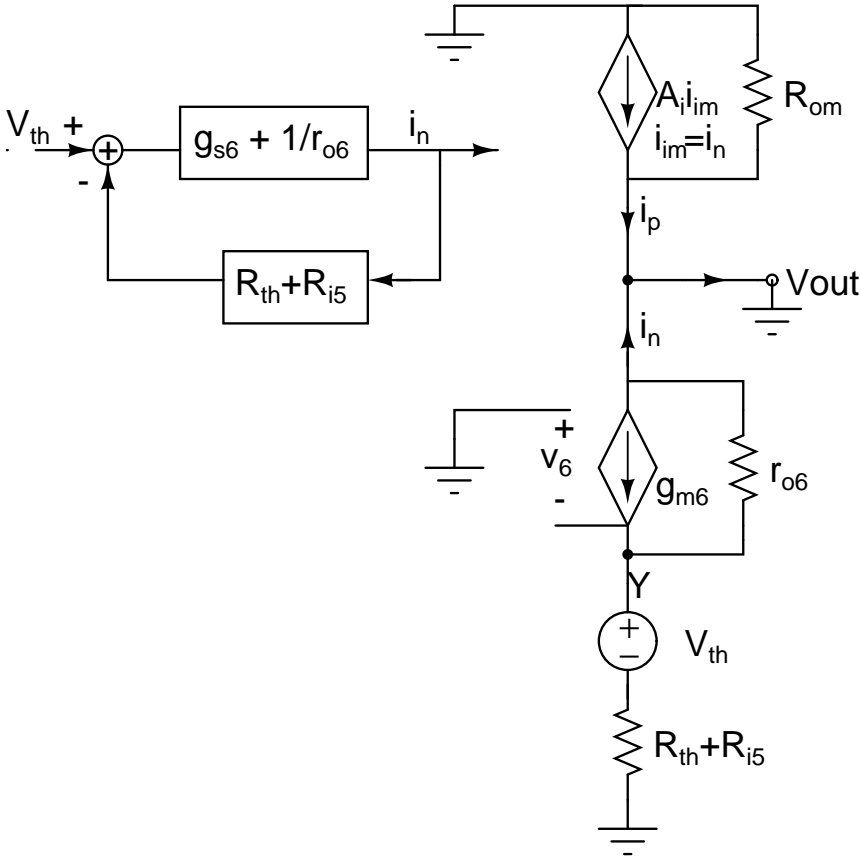 V_th +
+
-
g_s6 + 1/r_o6
i_n
R_th+R_i5
A_i i_im
i_im=i_n
R_om
i_p
Vout
i_n
+
v_6
-
g_m6
r_o6
Y
+
−
V_th
R_th+R_i5